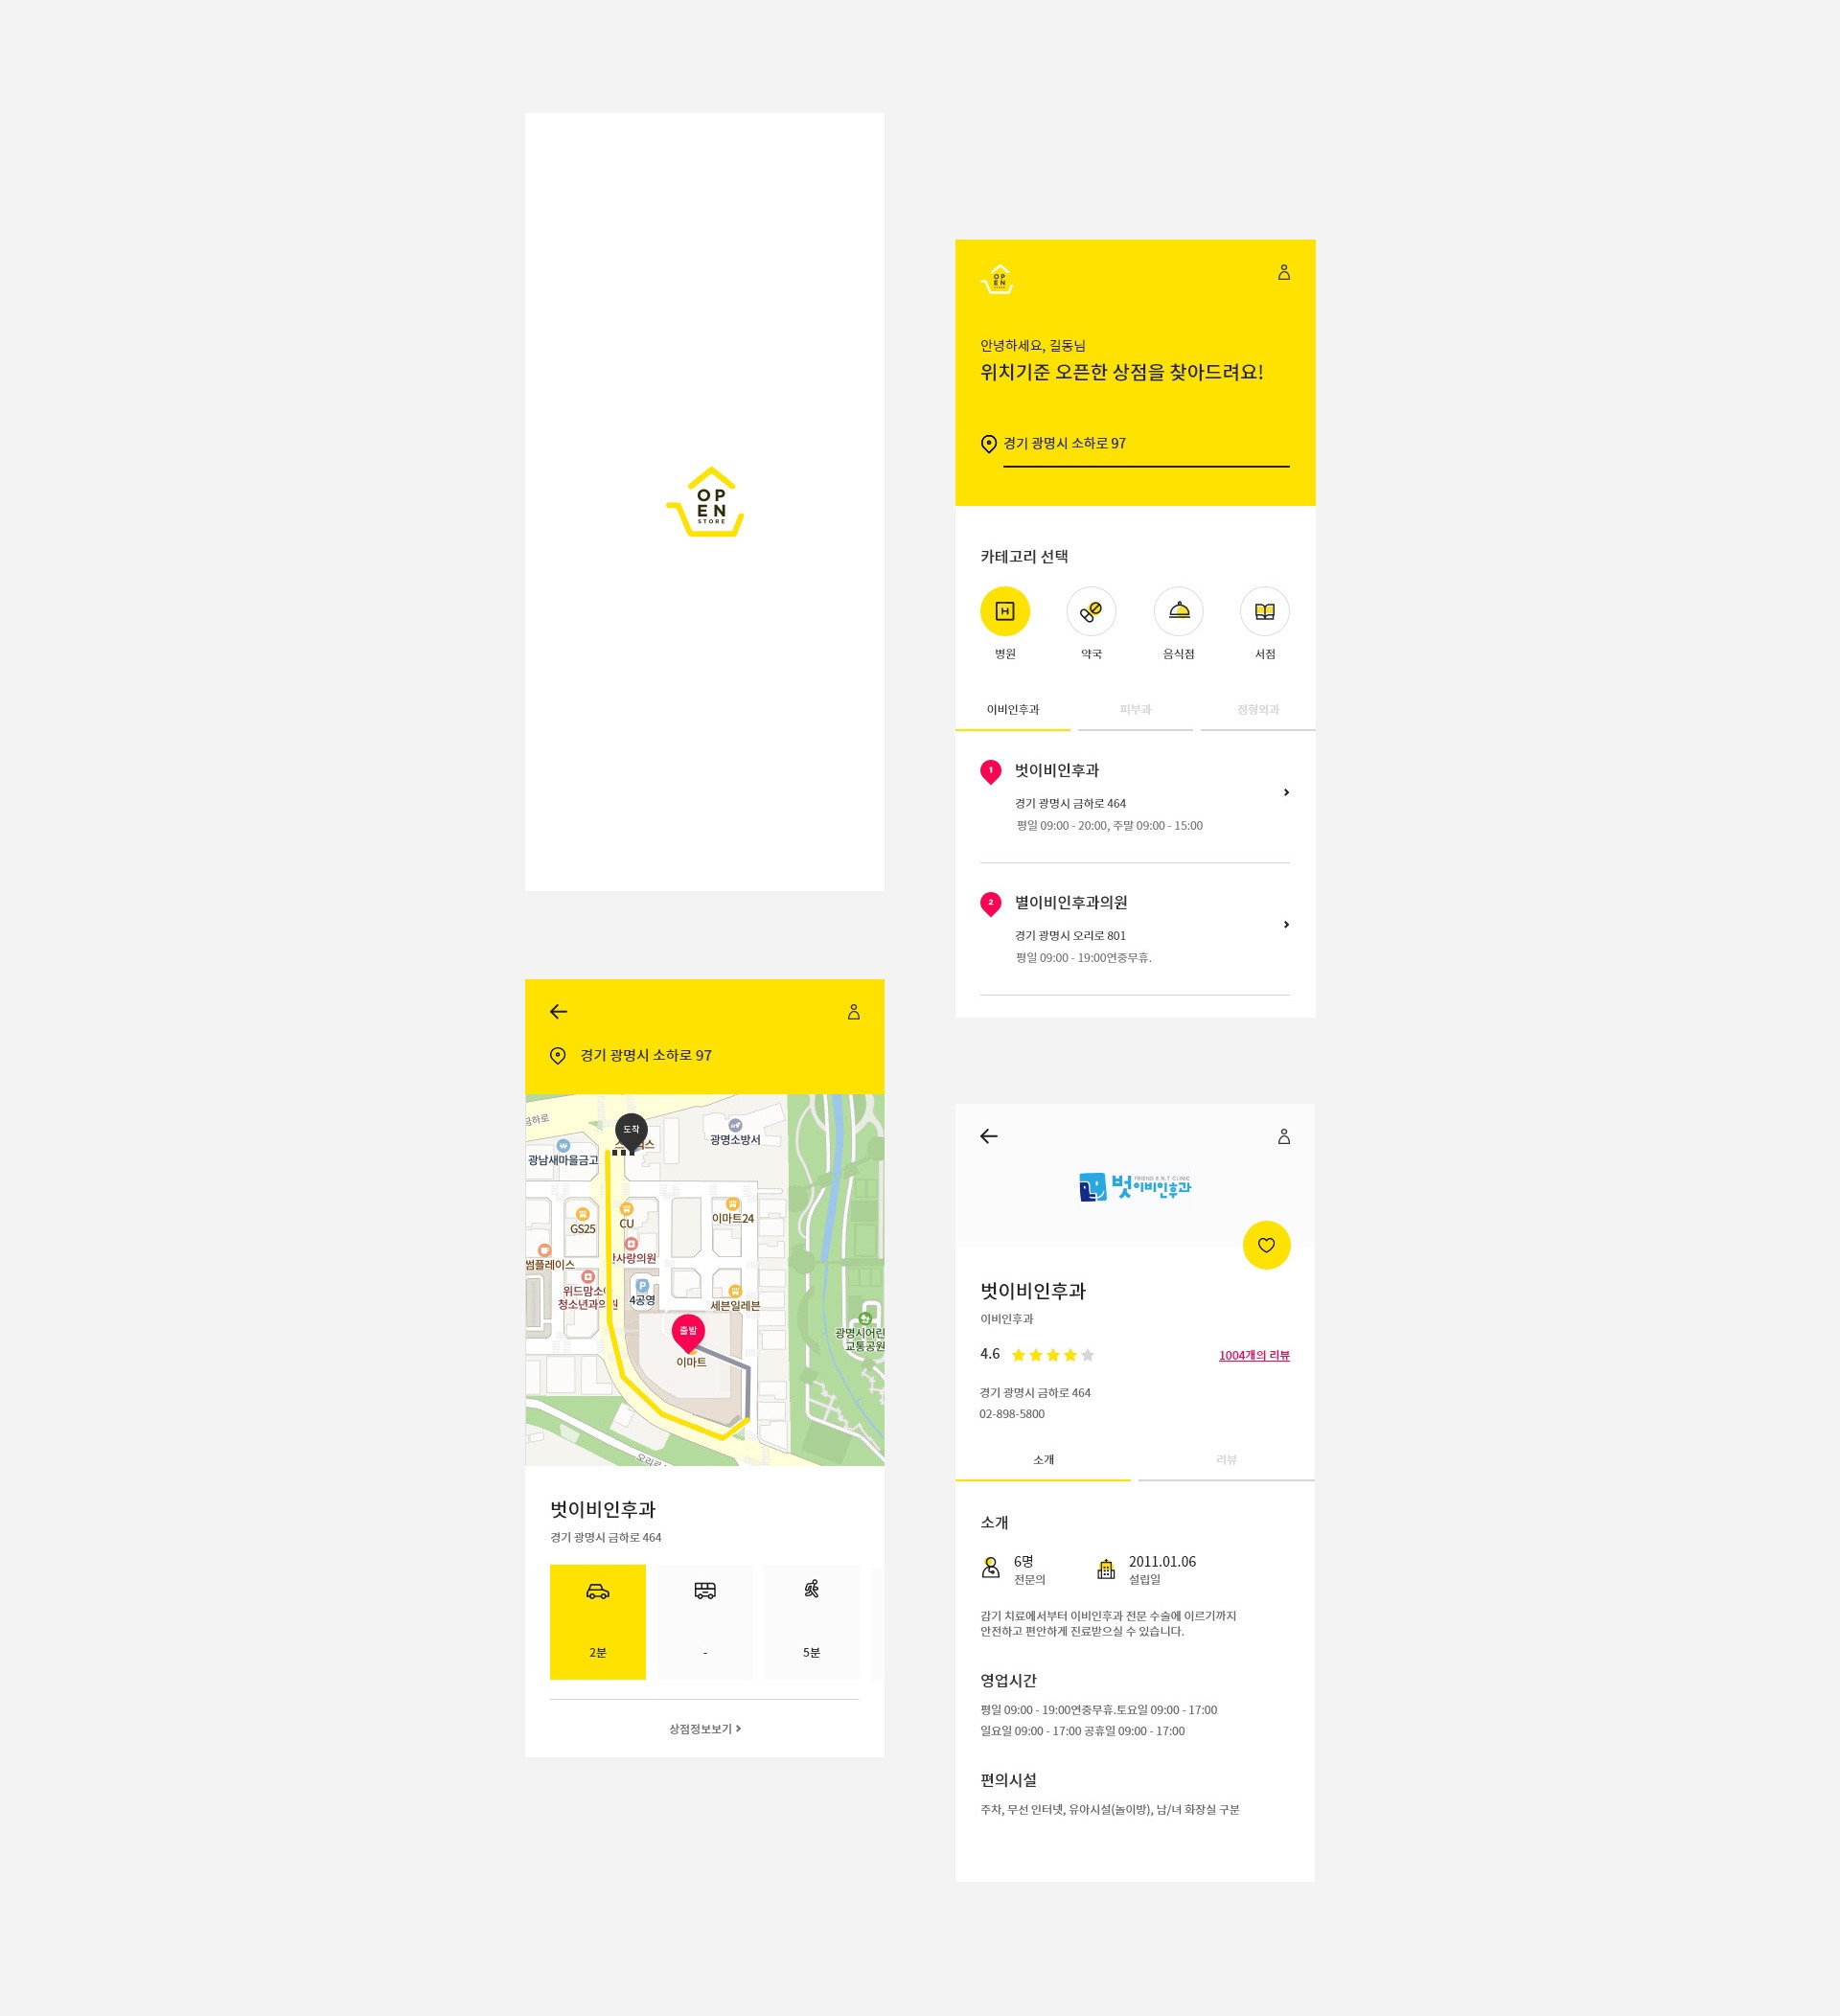 OP
EN
STORE
OP
EN
안녕하세요, 길동님
위치기준 오픈한 상점을 찾아드려요!
경기 광명시 소하로 97
카테고리 선택
병원
약국
음식점
서점
이비인후과
피부과
정형외과
1
벗이비인후과
경기 광명시 금하로 464
평일 09:00 - 20:00, 주말 09:00 - 15:00
2
별이비인후과의원
경기 광명시 오리로 801
평일 09:00 - 19:00연중무휴.
경기 광명시 소하로 97
금하로
도착
광명소방서
광남새마을금고
GS25
CU
이마트24
사랑의원
썸플레이스
위드맘소아
청소년과의원
P
4공영
세븐일레븐
출발
이마트
광명시어린
교통공원
오리로
벗이비인후과
경기 광명시 금하로 464
2분
-
5분
상점정보보기
FRIEND E.N.T CLINIC
벗이비인후과
벗이비인후과
이비인후과
4.6
1004개의 리뷰
경기 광명시 금하로 464
02-898-5800
소개
리뷰
소개
6명
전문의
2011.01.06
설립일
감기 치료에서부터 이비인후과 전문 수술에 이르기까지
안전하고 편안하게 진료받으실 수 있습니다.
영업시간
평일 09:00 - 19:00연중무휴.토요일 09:00 - 17:00
일요일 09:00 - 17:00 공휴일 09:00 - 17:00
편의시설
주차, 무선 인터넷, 유아시설(놀이방), 남/녀 화장실 구분